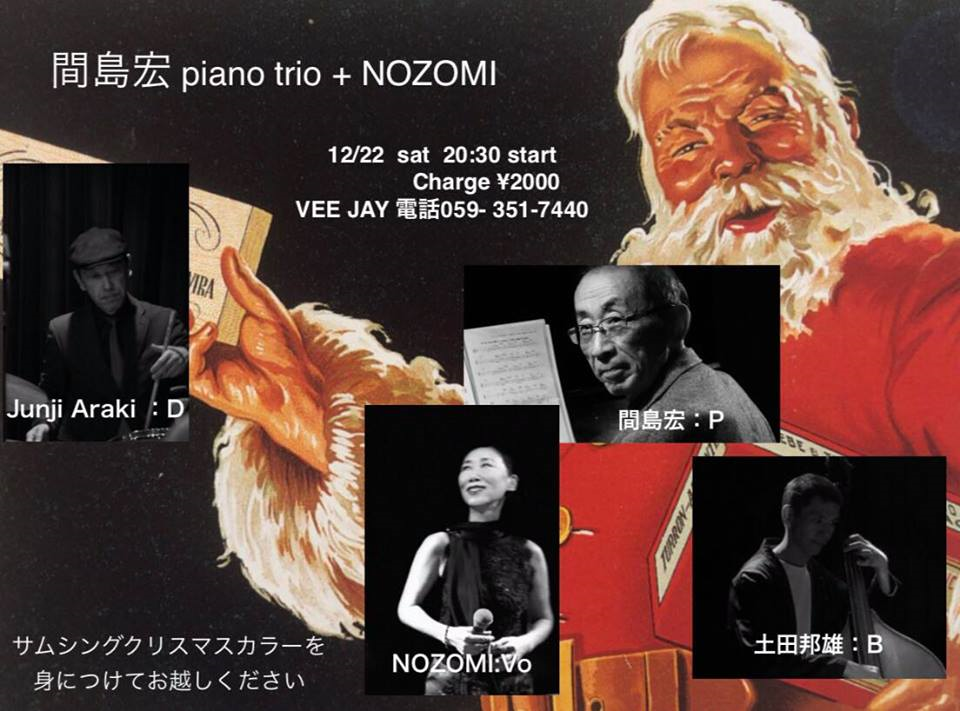 間島宏 piano trio + NOZOMI
12/22 sat 20:30 start
Charge ¥2000
VEE JAY 電話059- 351-7440
Junji Araki ：D
間島宏：P
NOZOMI:Vo
土田邦雄：B
サムシングクリスマスカラーを
身につけてお越しください